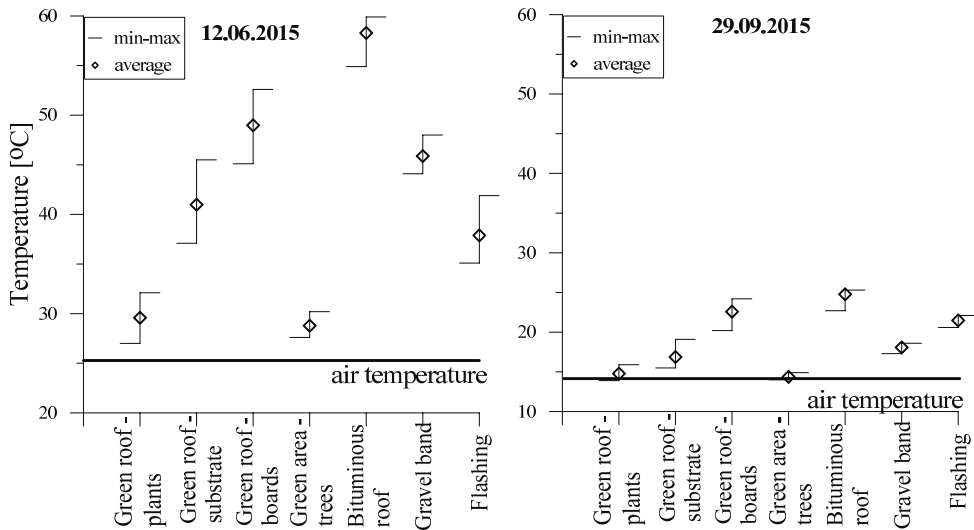 60
50
40
30
20
Temperature [ºC]
min-max
average
12.06.2015
air temperature
Green roof -
plants
Green roof -
substrate
Green roof -
boards
Green area -
trees
Bituminous
roof
Gravel band
Flashing
60
50
40
30
20
10
min-max
average
29.09.2015
air temperature
Green roof -
plants
Green roof -
substrate
Green roof -
boards
Green area -
trees
Bituminous
roof
Gravel band
Flashing